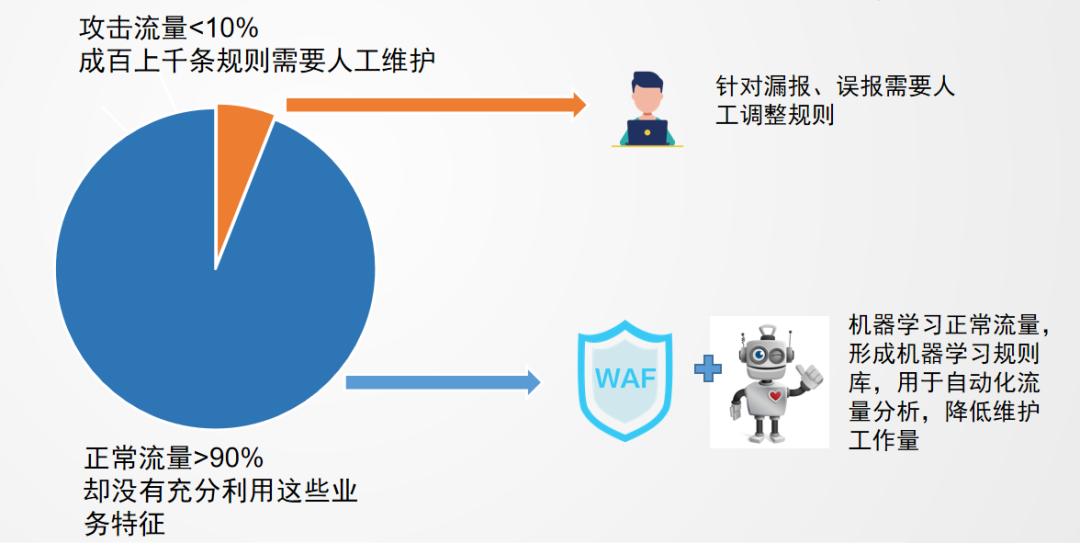 攻击流量<10%
成百上千条规则需要人工维护
针对漏报、误报需要人
工调整规则
WAF
机器学习正常流量，
形成机器学习规则
库，用于自动化流
量分析，降低维护
工作量
正常流量>90%
却没有充分利用这些业
务特征